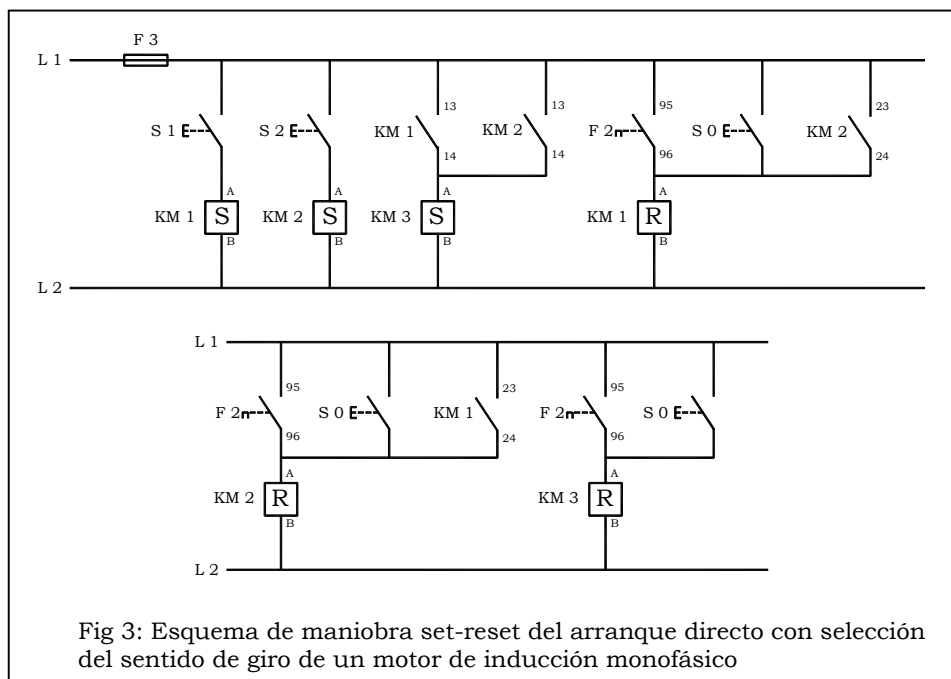 F 3
L 1
S 1 S 2 KM 1 13 14 KM 2 13 14 F 2 95 96 S 0 KM 2 23 24
KM 1 A S B KM 2 A S B KM 3 A S B KM 1 A R B
L 2
L 1
F 2 95 96 S 0 KM 1 23 24 F 2 95 96 S 0
KM 2 A R B KM 3 A R B
L 2
Fig 3: Esquema de maniobra set-reset del arranque directo con selección
del sentido de giro de un motor de inducción monofásico